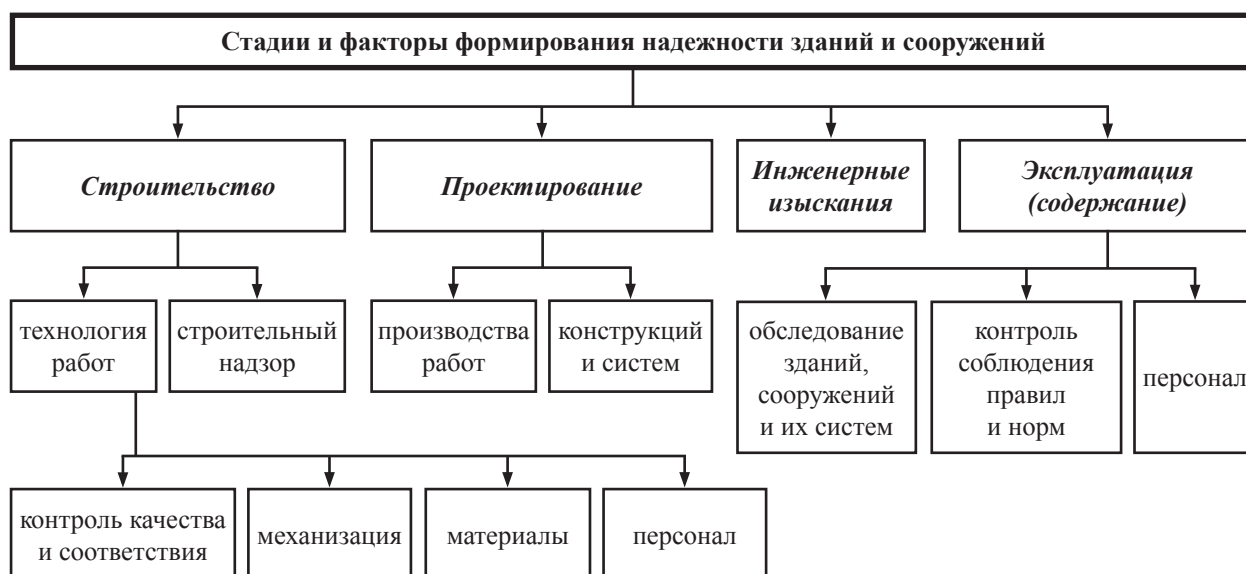 Стадии и факторы формирования надежности зданий и сооружений
Строительство
Проектирование
Инженерные
изыскания
Эксплуатация
(содержание)
технология
работ
строительный
надзор
производства
работ
конструкций
и систем
обследование
зданий,
сооружений
и их систем
контроль
соблюдения
правил
и норм
персонал
контроль качества
и соответствия
механизация
материалы
персонал